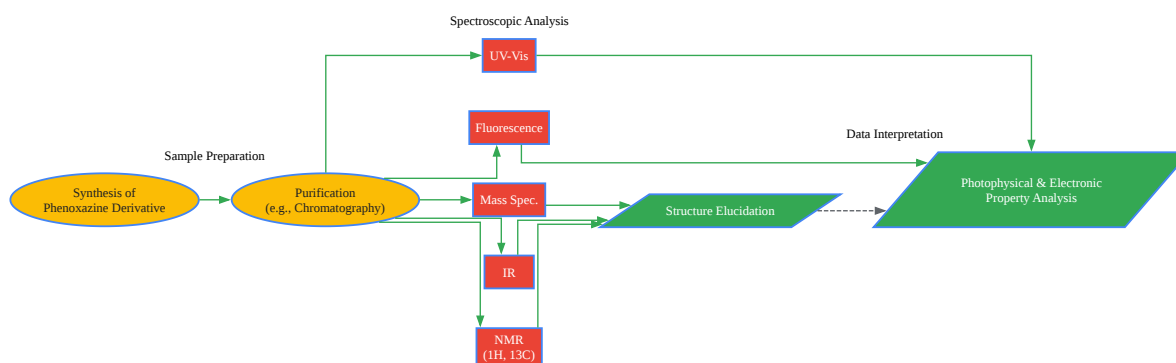 Spectroscopic Analysis
UV-Vis
Fluorescence
Data Interpretation
Sample Preparation
Synthesis of
Phenoxazine Derivative
Purification
(e.g., Chromatography)
Mass Spec.
Structure Elucidation
Photophysical & Electronic
Property Analysis
IR
NMR
(1H, 13C)